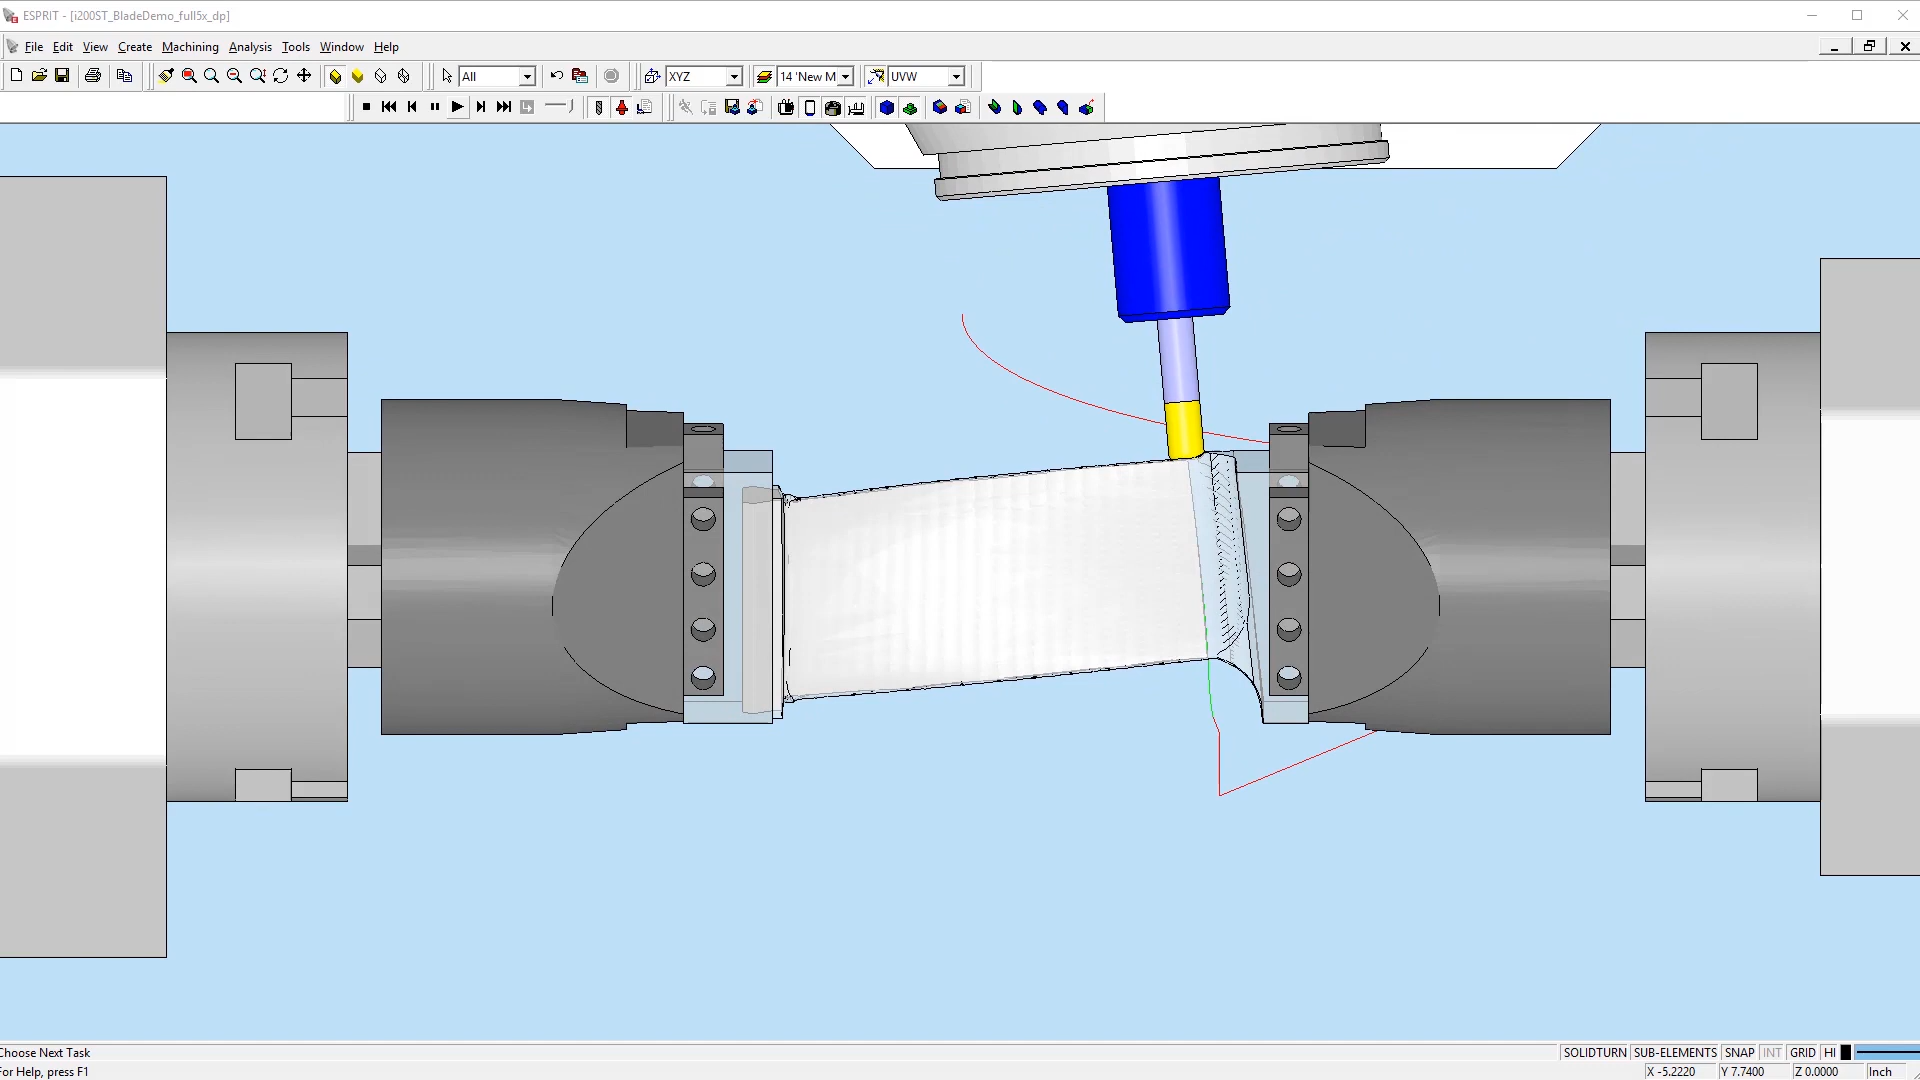 ESPRIT - [i200ST_BladeDemo_full5x_dp]
File Edit View Create Machining Analysis Tools Window Help
All XYZ 14 'New M UVW
Choose Next Task SOLIDTURN SUB-ELEMENTS SNAP INT GRID HI
For Help, press F1 X -5.2220 Y 7.7400 Z 0.0000 Inch